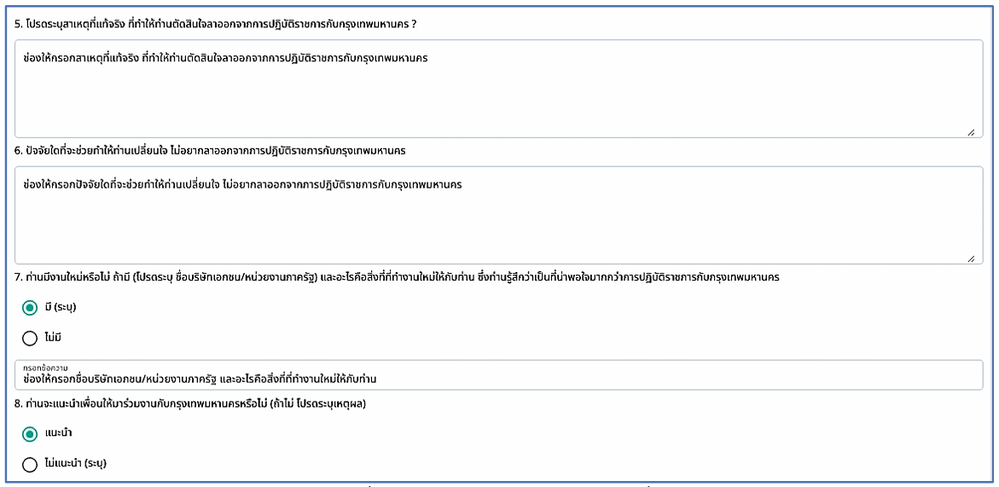 5. โปรดระบุสาเหตุที่แท้จริง ที่ทำให้ท่านตัดสินใจลาออกจากการปฏิบัติราชการกับกรุงเทพมหานคร ?
ช่องให้กรอกสาเหตุที่แท้จริง ที่ทำให้ท่านตัดสินใจลาออกจากการปฏิบัติราชการกับกรุงเทพมหานคร
6. ปัจจัยใดที่จะช่วยทำให้ท่านเปลี่ยนใจ ไม่อยากลาออกจากการปฏิบัติราชการกับกรุงเทพมหานคร
ช่องให้กรอกปัจจัยใดที่จะช่วยทำให้ท่านเปลี่ยนใจ ไม่อยากลาออกจากการปฏิบัติราชการกับกรุงเทพมหานคร
7. ท่านมีงานใหม่หรือไม่ ถ้ามี (โปรดระบุ ชื่อบริษัทเอกชน/หน่วยงานภาครัฐ) และอะไรคือสิ่งที่ที่ทำงานใหม่ให้กับท่าน ซึ่งท่านรู้สึกว่าเป็นที่น่าพอใจมากกว่าการปฏิบัติราชการกับกรุงเทพมหานคร
มี (ระบุ)
ไม่มี
กรอกข้อความ
ช่องให้กรอกชื่อบริษัทเอกชน/หน่วยงานภาครัฐ และอะไรคือสิ่งที่ที่ทำงานใหม่ให้กับท่าน
8. ท่านจะแนะนำเพื่อนให้มาร่วมงานกับกรุงเทพมหานครหรือไม่ (ถ้าไม่ โปรดระบุเหตุผล)
แนะนำ
ไม่แนะนำ (ระบุ)